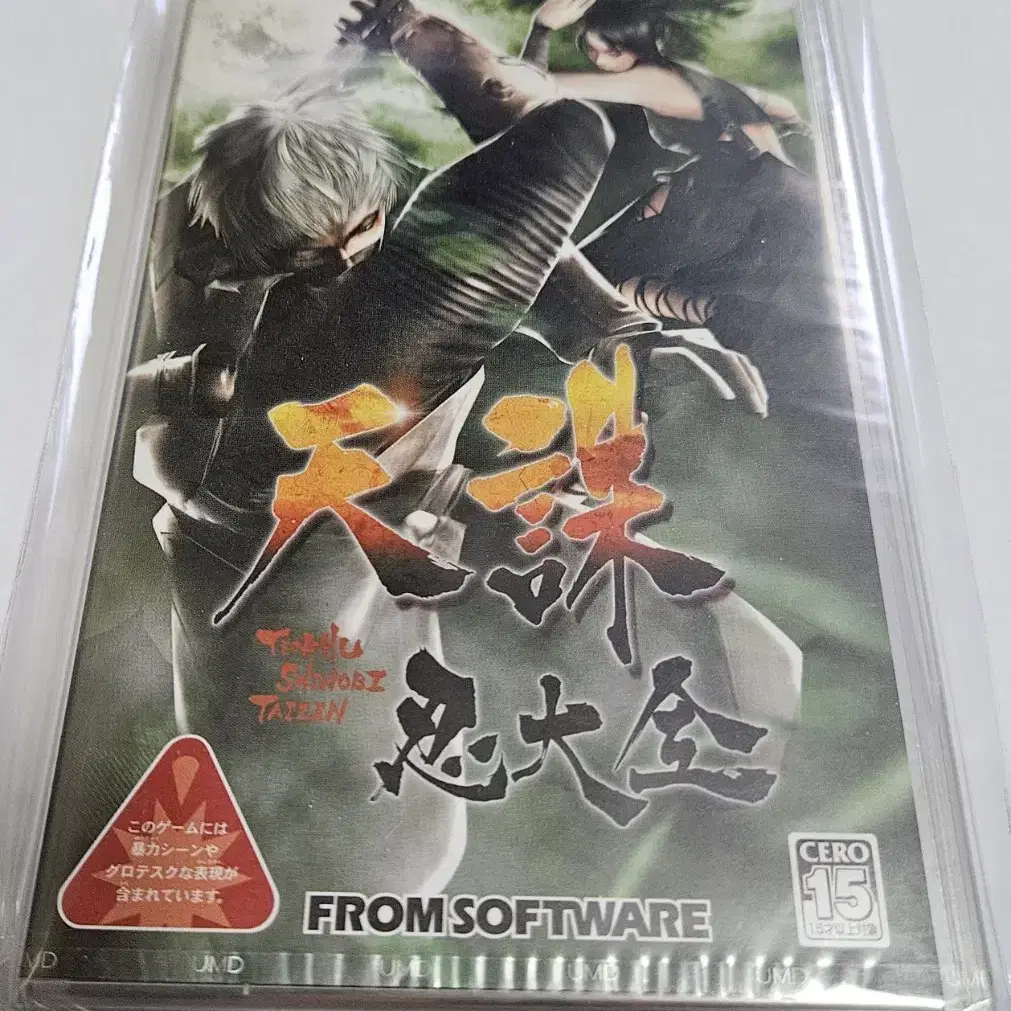 天誅
TENCHU
SHINOBI
TAIZEN
忍大全
このゲームには
暴力シーンや
グロテスクな表現が
含まれています。
FROMSOFTWARE
CERO
15
15才以上対象
UMD UMD UMD UMD UMD UMD